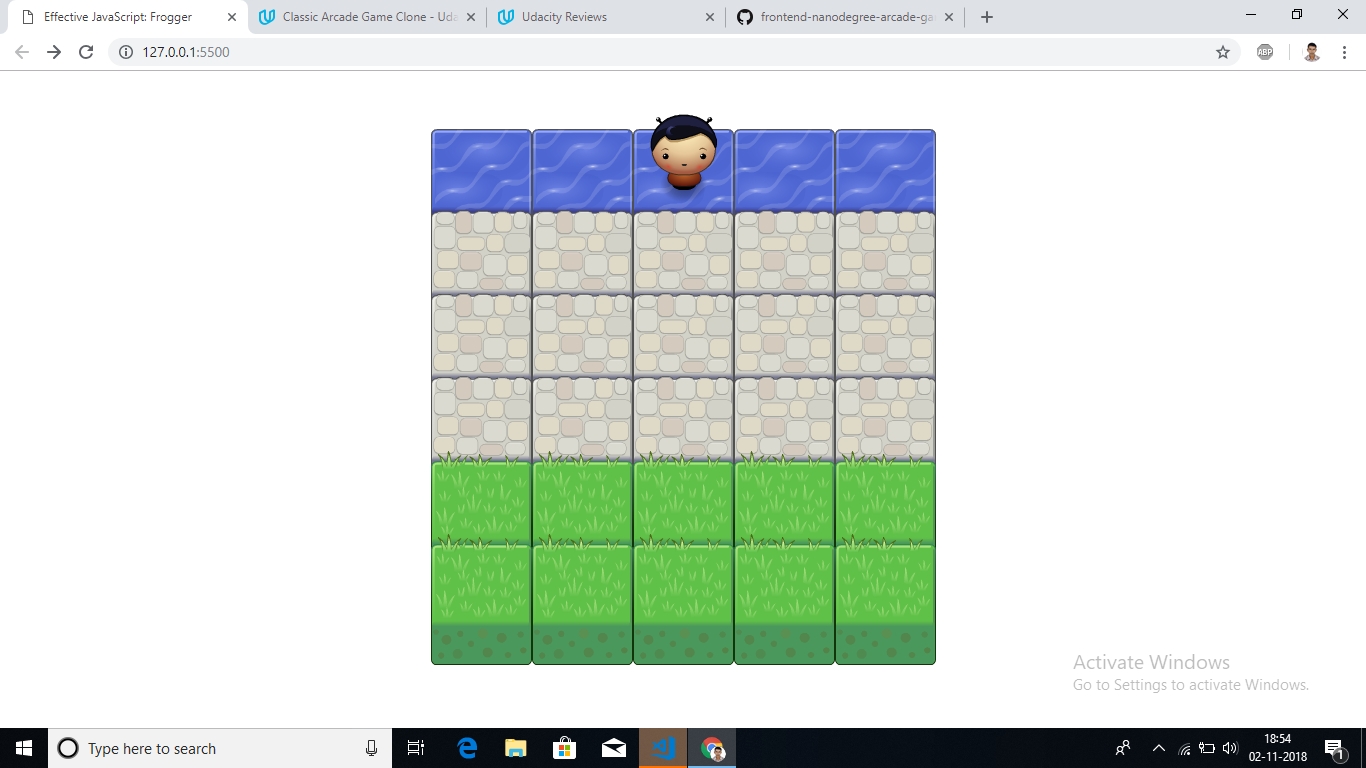 Effective JavaScript: Frogger
Classic Arcade Game Clone - Uda
Udacity Reviews
frontend-nanodegree-arcade-ga
127.0.0.1:5500
ABP
Activate Windows
Go to Settings to activate Windows.
Type here to search
18:54
02-11-2018
1